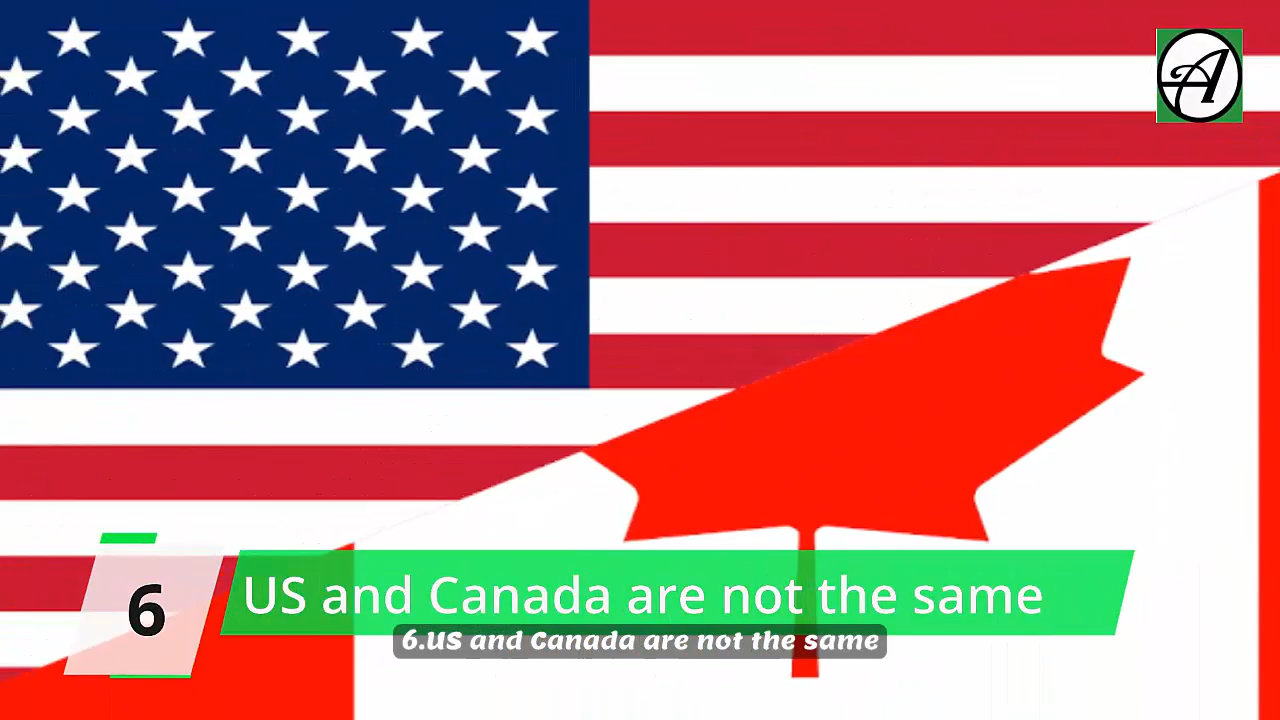 A
6
US and Canada are not the same
6.US and Canada are not the same